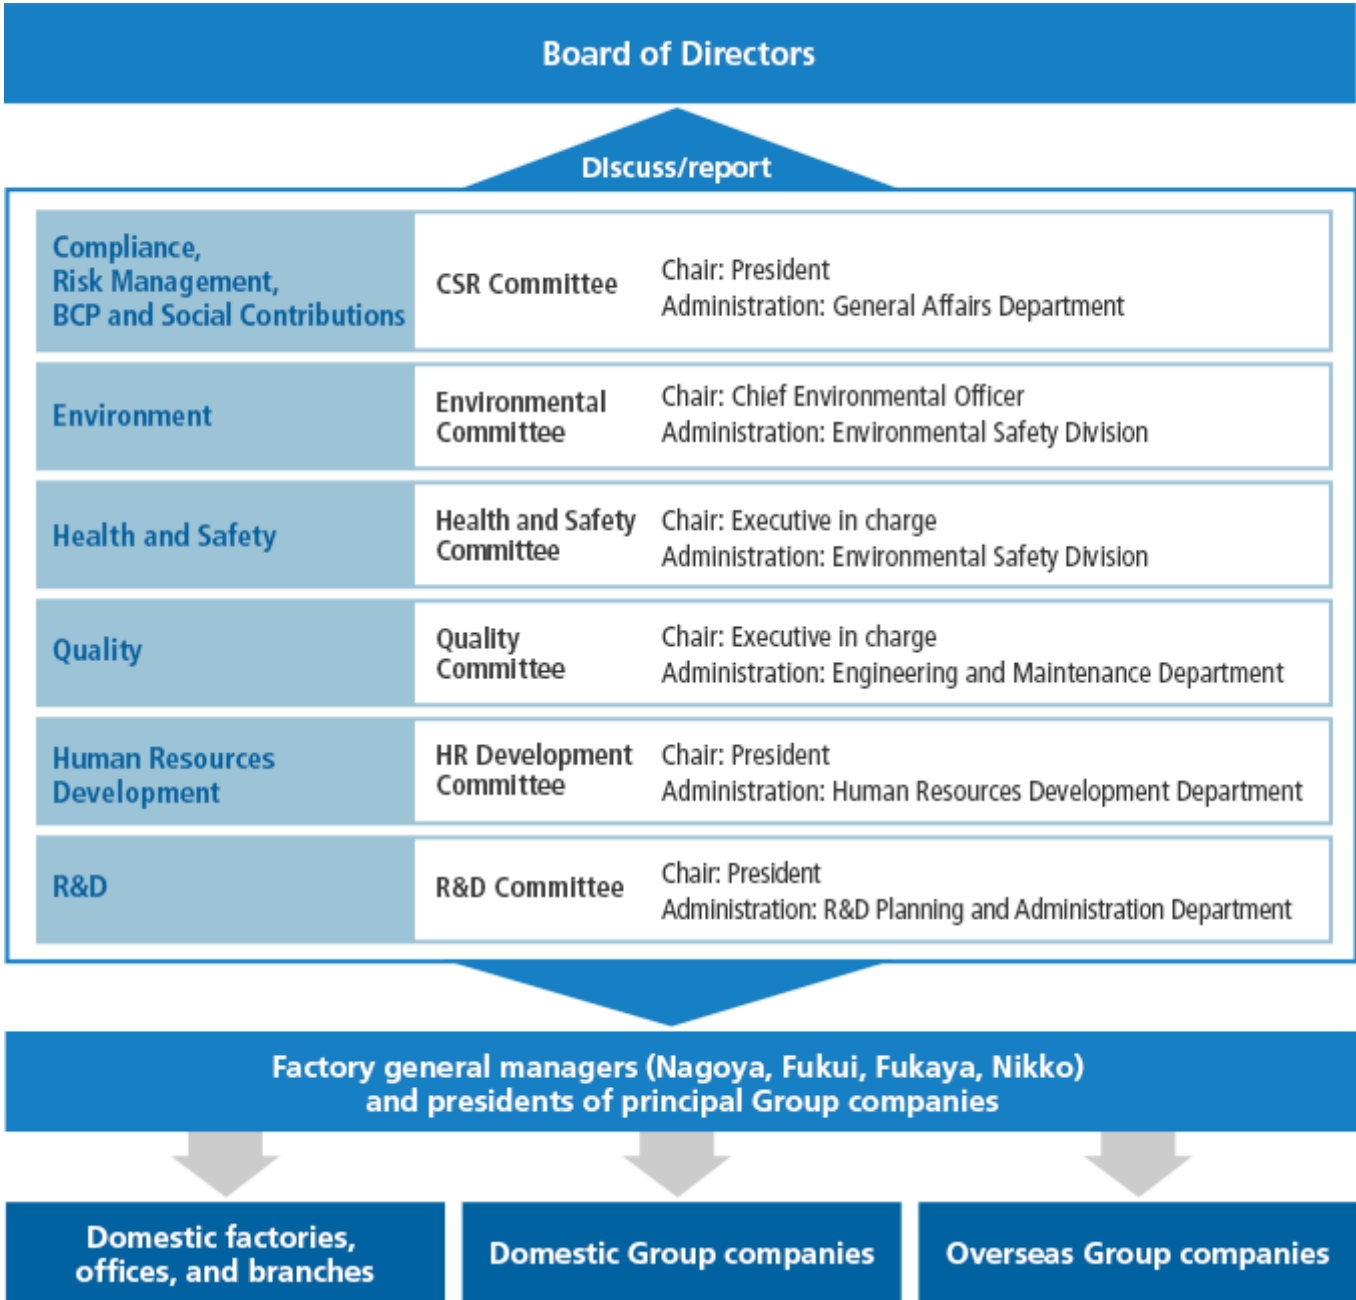 Board of Directors
Discuss/report
Compliance,
Risk Management,
BCP and Social Contributions
CSR Committee
Chair: President
Administration: General Affairs Department
Environment
Environmental
Committee
Chair: Chief Environmental Officer
Administration: Environmental Safety Division
Health and Safety
Health and Safety
Committee
Chair: Executive in charge
Administration: Environmental Safety Division
Quality
Quality
Committee
Chair: Executive in charge
Administration: Engineering and Maintenance Department
Human Resources
Development
HR Development
Committee
Chair: President
Administration: Human Resources Development Department
R&D
R&D Committee
Chair: President
Administration: R&D Planning and Administration Department
Factory general managers (Nagoya, Fukui, Fukaya, Nikko)
and presidents of principal Group companies
Domestic factories,
offices, and branches
Domestic Group companies
Overseas Group companies